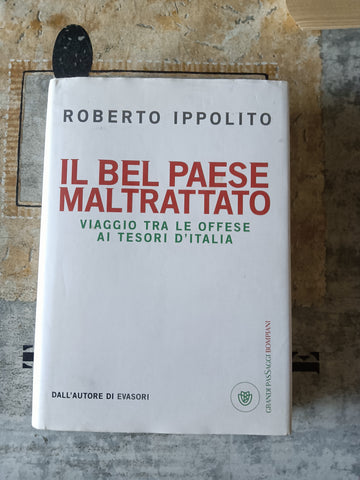 ROBERTO IPPOLITO
IL BEL PAESE
MALTRATTATO
VIAGGIO TRA LE OFFESE
AI TESORI D'ITALIA
DALL'AUTORE DI EVASORI
GRANDI PASSAGGI BOMPIANI